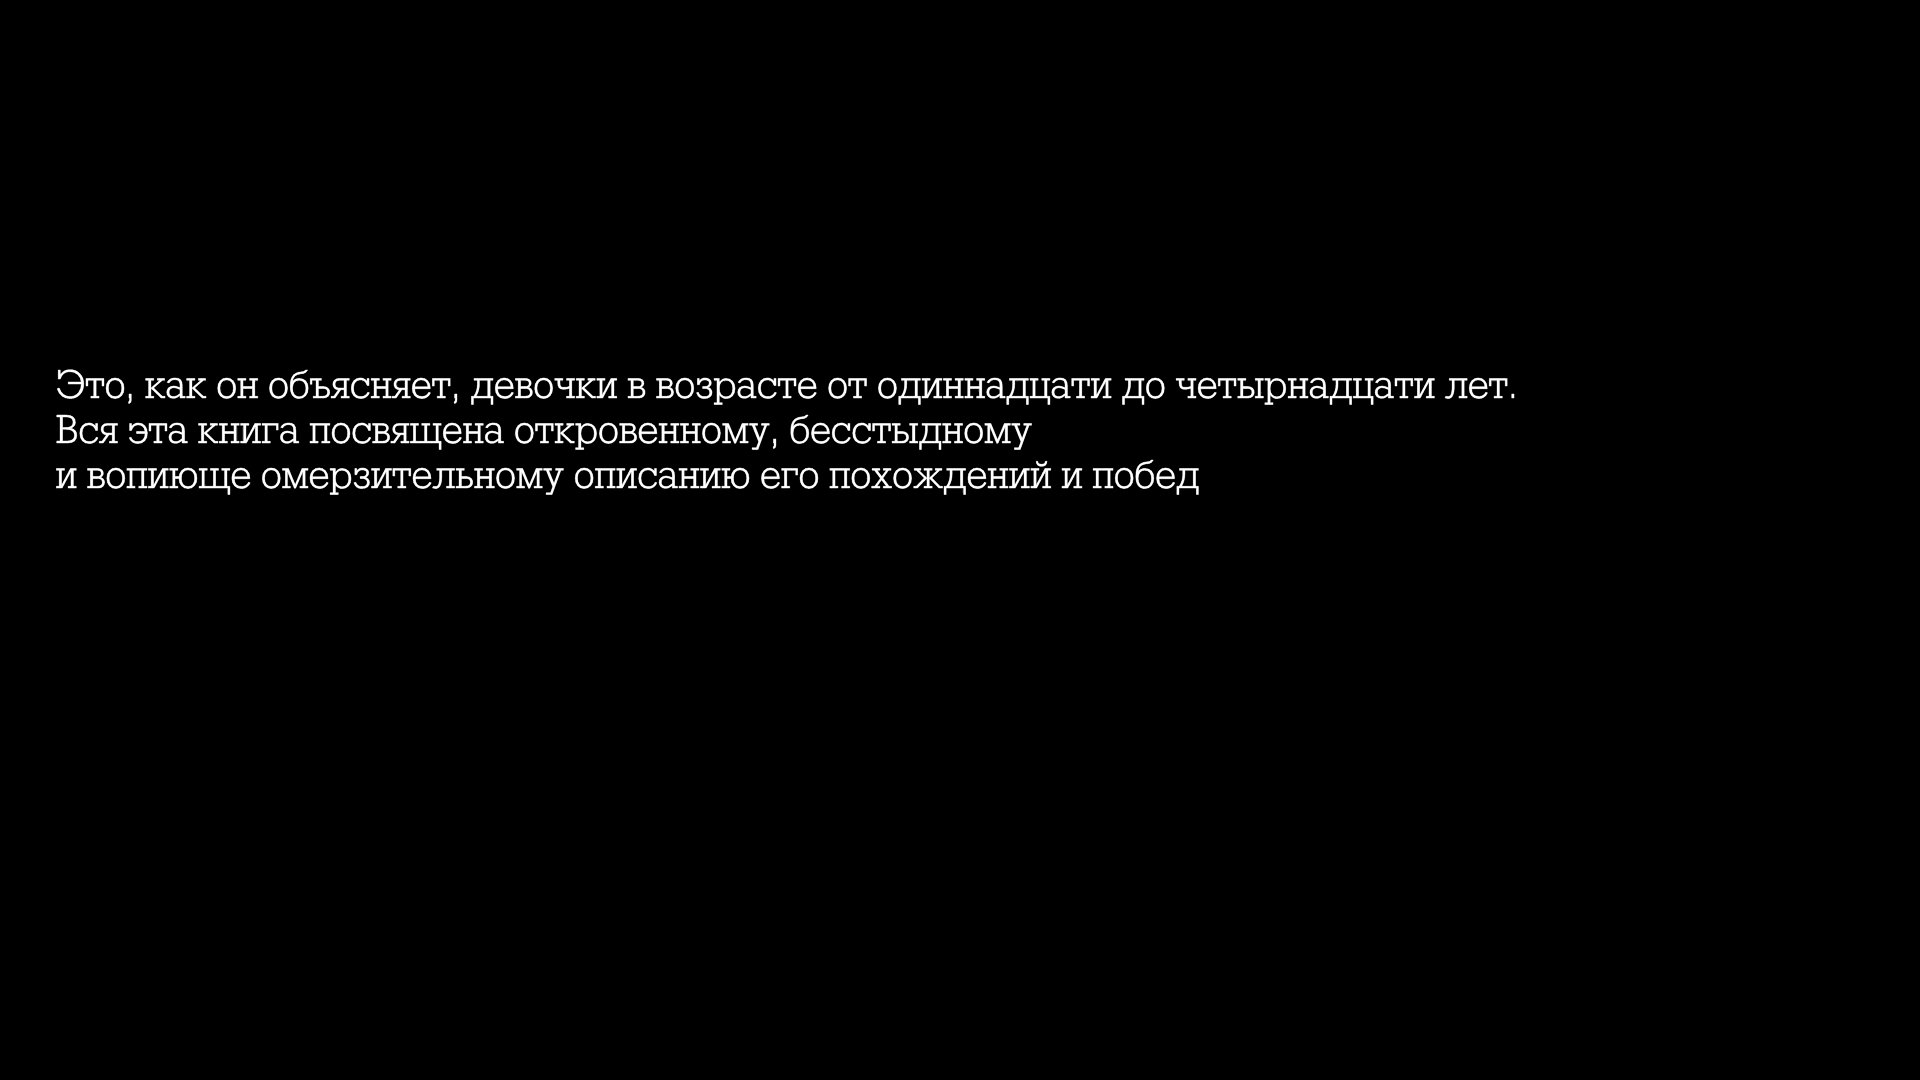 Это, как он объясняет, девочки в возрасте от одиннадцати до четырнадцати лет.
Вся эта книга посвящена откровенному, бесстыдному
и вопиюще омерзительному описанию его похождений и побед